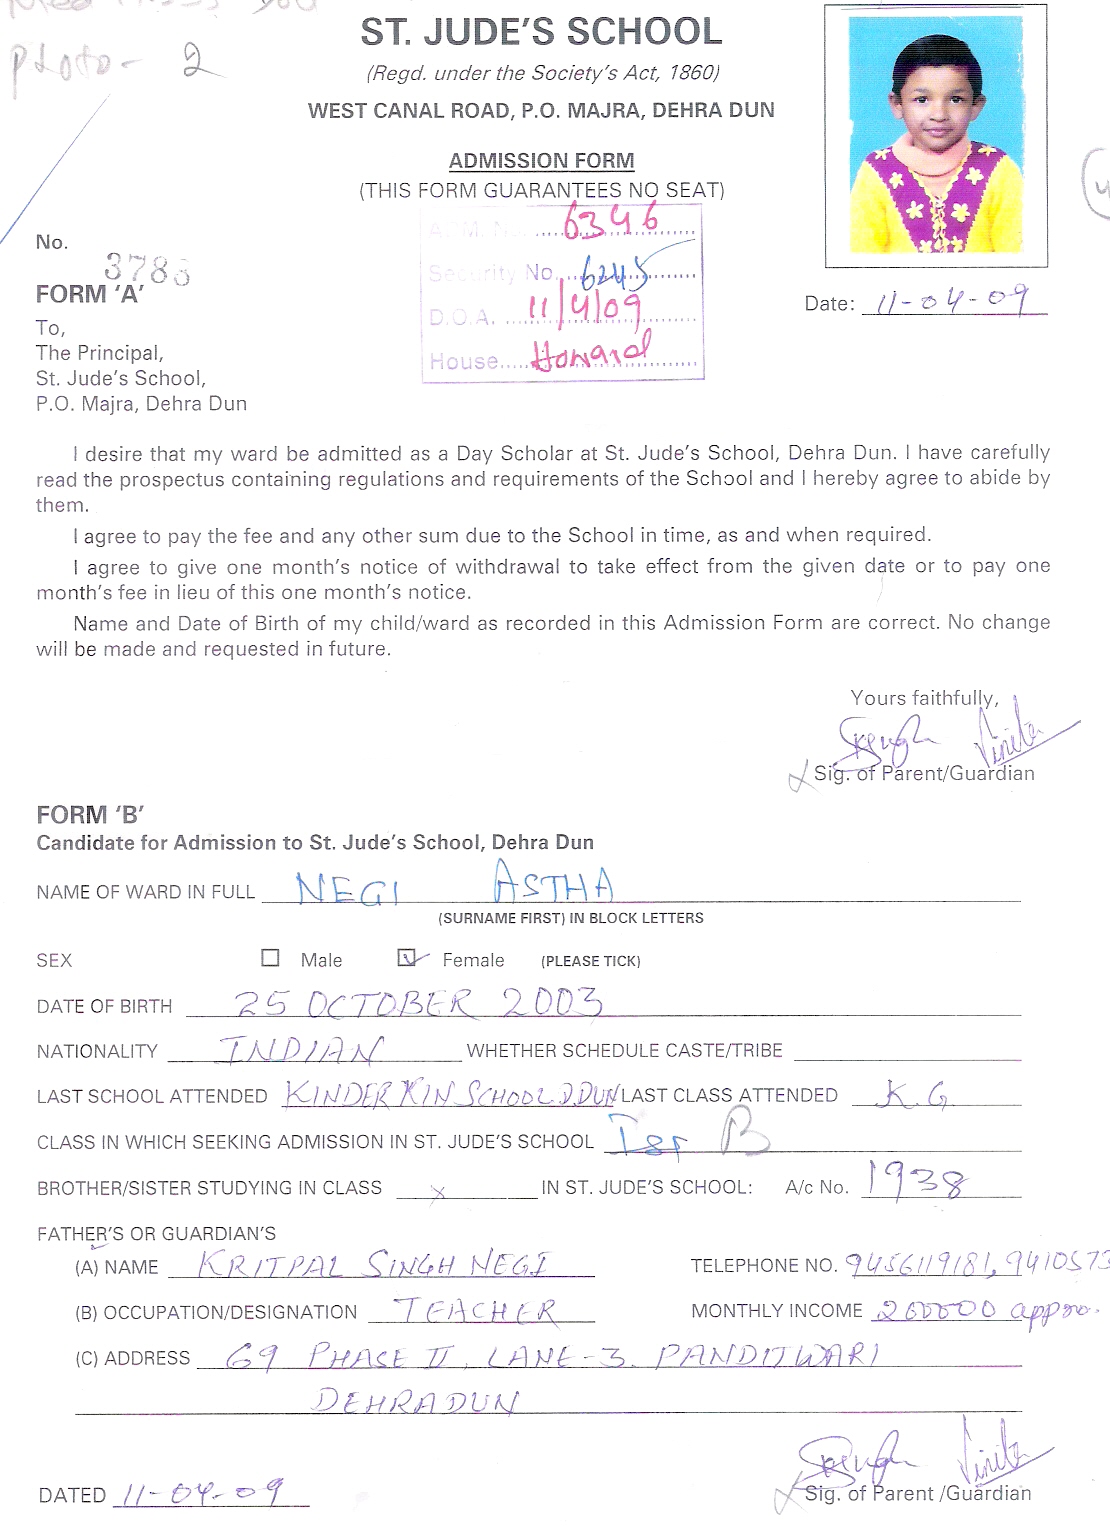 Photo - 2
ST. JUDE'S SCHOOL
(Regd. under the Society's Act, 1860)
WEST CANAL ROAD, P.O. MAJRA, DEHRA DUN
ADMISSION FORM
(THIS FORM GUARANTEES NO SEAT)
ADM. No. 6346
Security No. 6245
D.O.A. 11/4/09
House Howard
No.
FORM 'A'
Date: 11-04-09
To,
The Principal,
St. Jude's School,
P.O. Majra, Dehra Dun
I desire that my ward be admitted as a Day Scholar at St. Jude's School, Dehra Dun. I have carefully
read the prospectus containing regulations and requirements of the School and I hereby agree to abide by
them.
I agree to pay the fee and any other sum due to the School in time, as and when required.
I agree to give one month's notice of withdrawal to take effect from the given date or to pay one
month's fee in lieu of this one month's notice.
Name and Date of Birth of my child/ward as recorded in this Admission Form are correct. No change
will be made and requested in future.
Yours faithfully,
Vinita
Sig. of Parent/Guardian
FORM 'B'
Candidate for Admission to St. Jude's School, Dehra Dun
NAME OF WARD IN FULL NEGI ASTHA
(SURNAME FIRST) IN BLOCK LETTERS
SEX Male Female (PLEASE TICK)
DATE OF BIRTH 25 OCTOBER 2003
NATIONALITY INDIAN WHETHER SCHEDULE CASTE/TRIBE
LAST SCHOOL ATTENDED KINDER KIN SCHOOL D.DUN LAST CLASS ATTENDED K.G.
CLASS IN WHICH SEEKING ADMISSION IN ST. JUDE'S SCHOOL Ist B
BROTHER/SISTER STUDYING IN CLASS x IN ST. JUDE'S SCHOOL: A/c No. 1938
FATHER'S OR GUARDIAN'S
(A) NAME KRITPAL SINGH NEGI TELEPHONE NO. 9456119181, 9410573
(B) OCCUPATION/DESIGNATION TEACHER MONTHLY INCOME 200000 approx.
(C) ADDRESS 69 PHASE II, LANE-3 PANDITWARI
DEHRADUN
Vinita
DATED 11-04-09 Sig. of Parent /Guardian